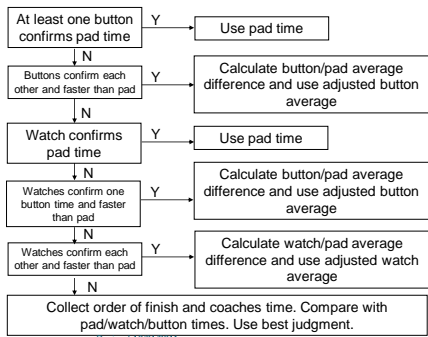 At least one button
confirms pad time
Y
Use pad time
N
Buttons confirm each
other and faster than pad
Y
Calculate button/pad average
difference and use adjusted button
average
N
Watch confirms
pad time
Y
Use pad time
N
Watches confirm one
button time and faster
than pad
Y
Calculate button/pad average
difference and use adjusted button
average
N
Watches confirm each
other and faster than pad
Y
Calculate watch/pad average
difference and use adjusted watch
average
N
Collect order of finish and coaches time. Compare with
pad/watch/button times. Use best judgment.